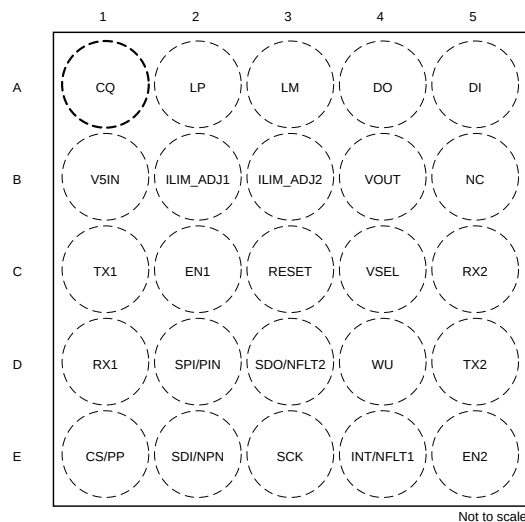 1 2 3 4 5
A CQ LP LM DO DI
B V5IN ILIM_ADJ1 ILIM_ADJ2 VOUT NC
C TX1 EN1 RESET VSEL RX2
D RX1 SPI/PIN SDO/NFLT2 WU TX2
E CS/PP SDI/NPN SCK INT/NFLT1 EN2
Not to scale